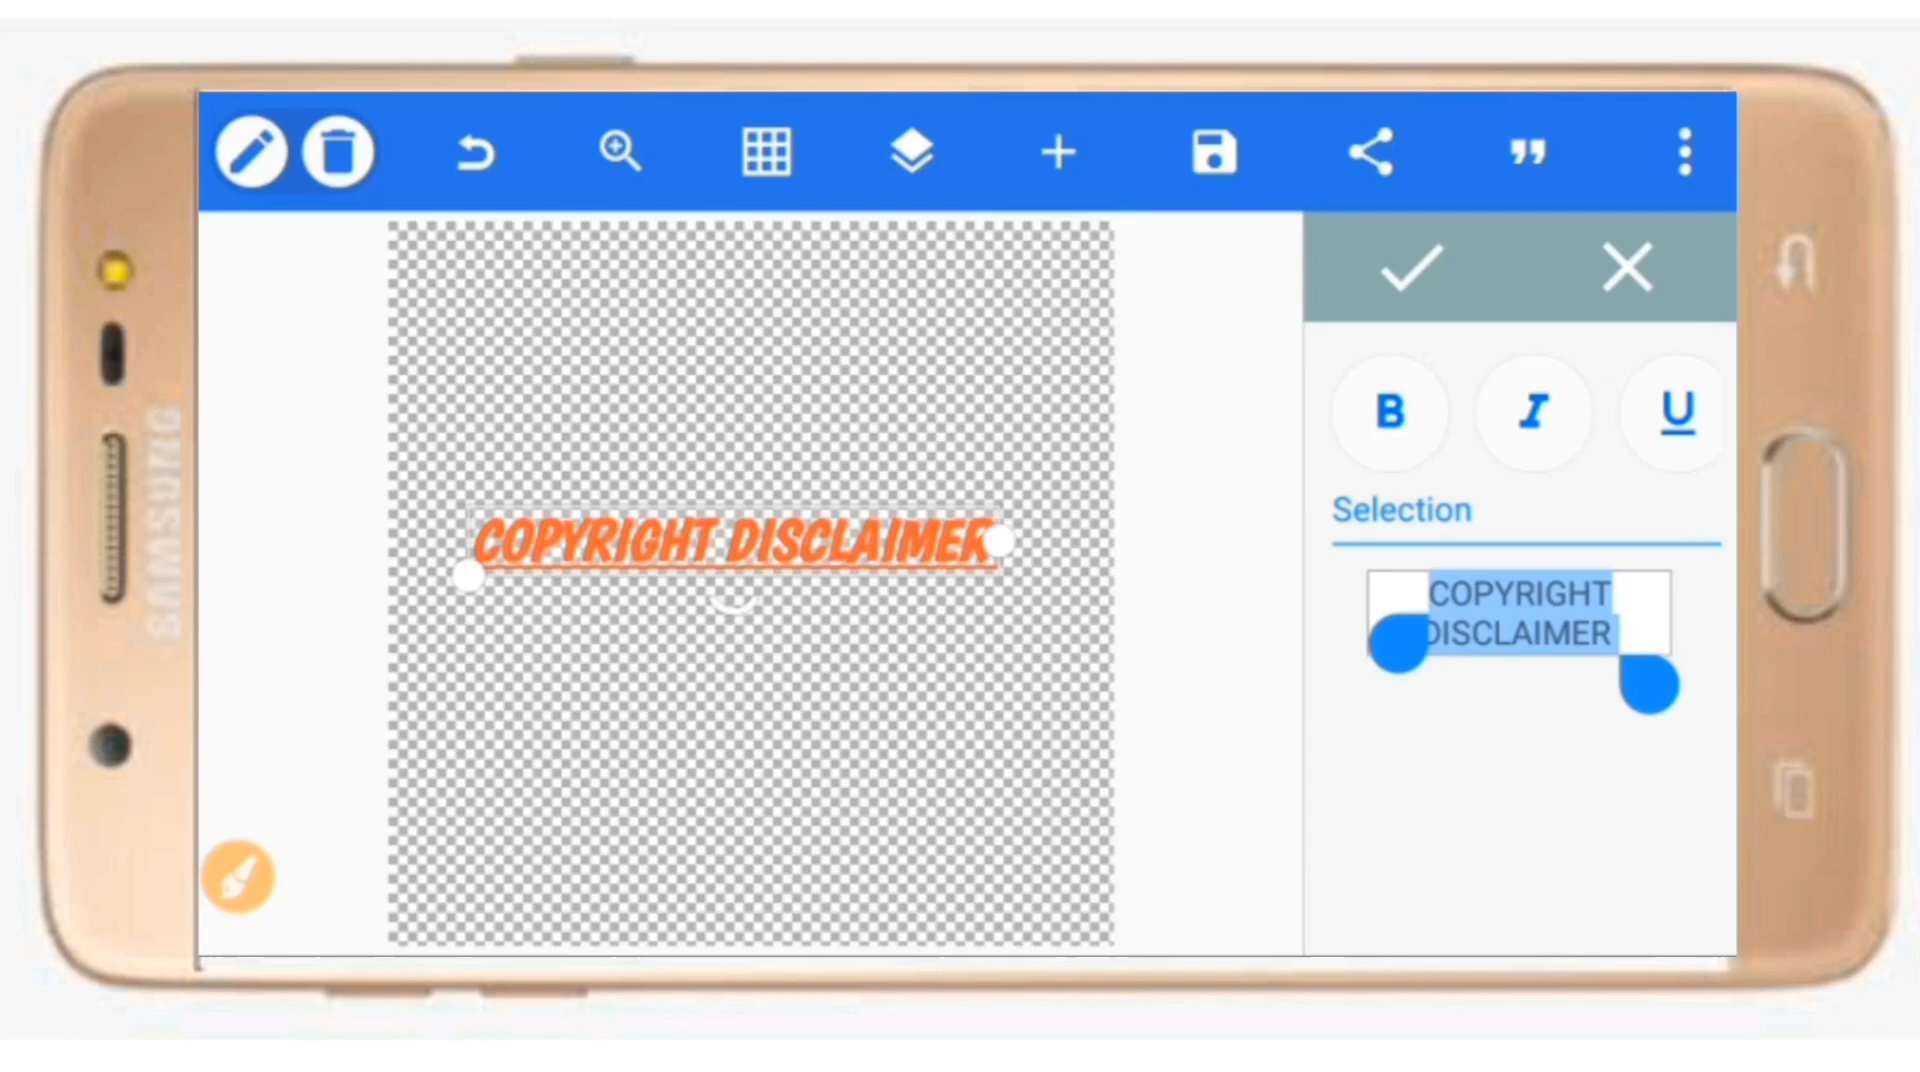 SAMSUNG
COPYRIGHT DISCLAIMER
B I U
Selection
COPYRIGHT
DISCLAIMER